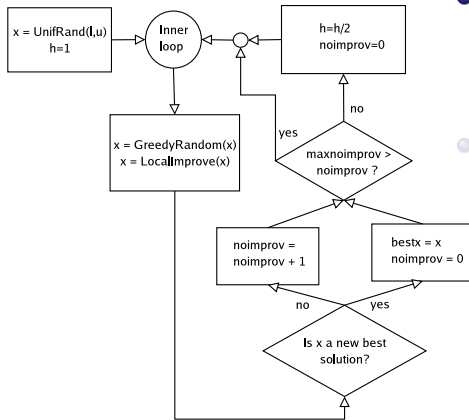 x = UnifRand(l,u)
h=1
Inner
loop
h=h/2
noimprov=0
x = GreedyRandom(x)
x = LocalImprove(x)
yes
no
maxnoimprov >
noimprov ?
noimprov =
noimprov + 1
bestx = x
noimprov = 0
no
yes
Is x a new best
solution?